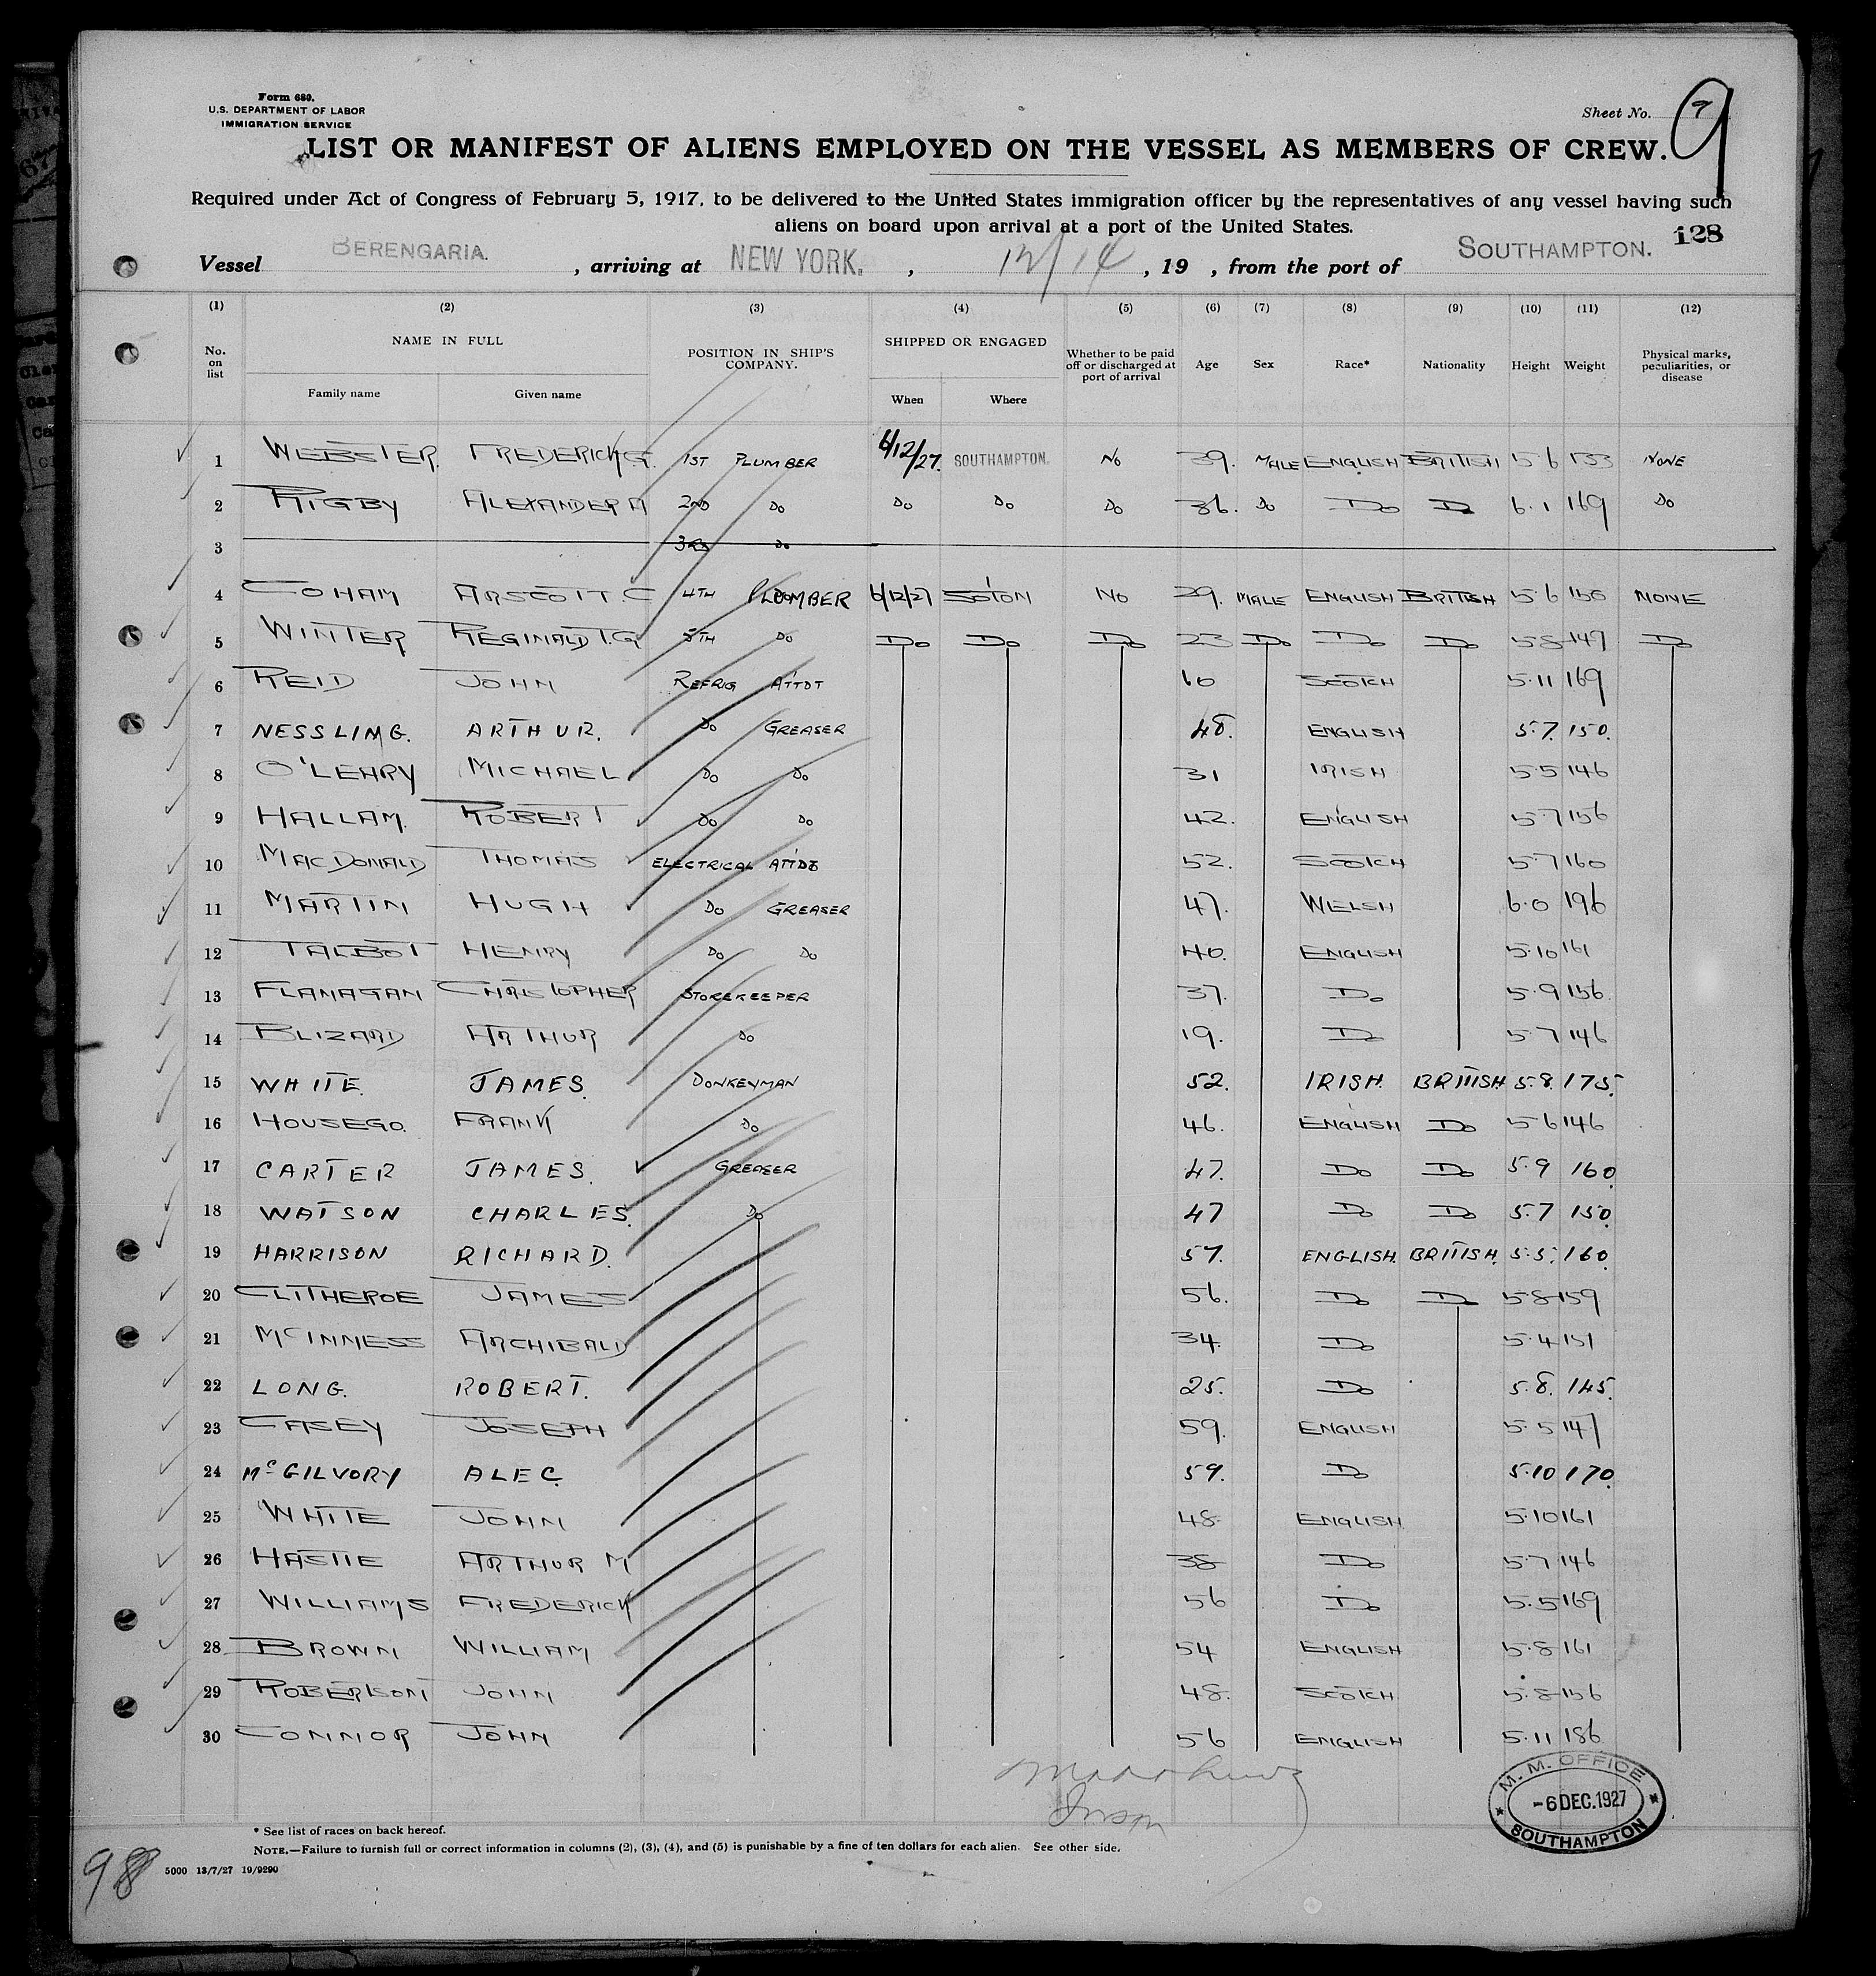 Form 689.
U.S. DEPARTMENT OF LABOR
IMMIGRATION SERVICE
Sheet No. 9
LIST OR MANIFEST OF ALIENS EMPLOYED ON THE VESSEL AS MEMBERS OF CREW.
Required under Act of Congress of February 5, 1917, to be delivered to the United States immigration officer by the representatives of any vessel having such
aliens on board upon arrival at a port of the United States.
128
Vessel BERENGARIA. , arriving at NEW YORK. , 12/14 , 19 , from the port of SOUTHAMPTON.
(1) (2) (3) (4) (5) (6) (7) (8) (9) (10) (11) (12)
No. on list NAME IN FULL POSITION IN SHIP'S COMPANY. SHIPPED OR ENGAGED Whether to be paid off or discharged at port of arrival Age Sex Race* Nationality Height Weight Physical marks, peculiarities, or disease
Family name Given name When Where
1 WEBSTER. FREDERICK G. 1ST PLUMBER 6/12/27. SOUTHAMPTON. NO 39. MALE ENGLISH BRITISH 5 6 153 NONE
2 RIGBY ALEXANDER A 2ND DO DO DO DO 36. DO DO DO 6.1 169 DO
3 3RD DO
4 COHAM ARSCOTT. C 4TH PLUMBER 6/12/27 SO'TON NO 29. MALE ENGLISH BRITISH 5 6 150 NONE
5 WINTER REGINALD T.G. 5TH DO DO DO DO 23 DO DO DO 5 8 149 DO
6 REID JOHN REFRIG ATTDT 60 SCOTCH 5.11 169
7 NESSLING. ARTHUR. DO GREASER 48. ENGLISH 5.7. 150.
8 O'LEARY MICHAEL DO DO 31 IRISH 5.5 146
9 HALLAM. ROBERT DO DO 42. ENGLISH 5.7 156
10 MACDONALD THOMAS ELECTRICAL ATTDT 52. SCOTCH 5.7 160
11 MARTIN HUGH DO GREASER 47. WELSH 6.0 196
12 TALBOT HENRY DO DO 40. ENGLISH 5.10 161
13 FLANAGAN CHRISTOPHER STOREKEEPER 37. DO 5.9 156
14 BLIZARD ARTHUR DO 19. DO 5.7 146
15 WHITE. JAMES. DONKEYMAN 52. IRISH. BRITISH 5.8. 175.
16 HOUSEGO. FRANK DO 46. ENGLISH DO 5 6 146
17 CARTER JAMES. GREASER 47. DO DO 5.9 160
18 WATSON CHARLES. DO 47 DO DO 5.7 150.
19 HARRISON RICHARD. 57. ENGLISH. BRITISH. 5.5. 160.
20 CLITHEROE JAMES 56. DO DO 5 8 159
21 MCINNESS ARCHIBALD 34. DO 5.4 151
22 LONG. ROBERT. 25. DO 5.8. 145.
23 CASEY JOSEPH 59. ENGLISH 5.5 147
24 MCGILVORY ALEC. 59. DO 5.10 170.
25 WHITE JOHN 48. ENGLISH 5.10 161
26 HASTIE ARTHUR M 38 DO 5.7 146
27 WILLIAMS FREDERICK 56 DO 5.5 169
28 BROWN WILLIAM 54 ENGLISH 5.8 161
29 ROBERTSON JOHN 48. SCOTCH. 5.8 156
30 CONNOR JOHN 56 ENGLISH 5.11 186
M. M. OFFICE
-6 DEC. 1927
SOUTHAMPTON
* See list of races on back hereof.
NOTE.—Failure to furnish full or correct information in columns (2), (3), (4), and (5) is punishable by a fine of ten dollars for each alien. See other side.
98 5000 13/7/27 19/9290